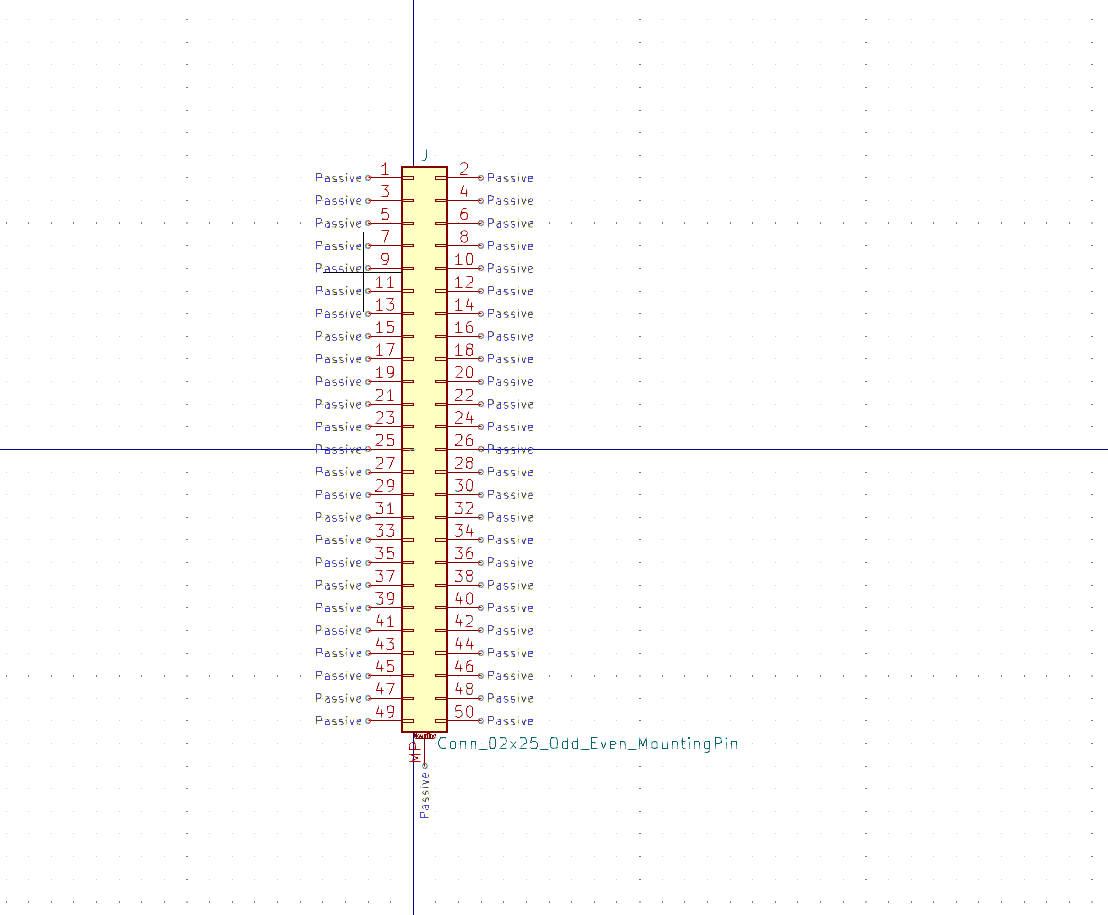 J
Passive 1 2 Passive
Passive 3 4 Passive
Passive 5 6 Passive
Passive 7 8 Passive
Passive 9 10 Passive
Passive 11 12 Passive
Passive 13 14 Passive
Passive 15 16 Passive
Passive 17 18 Passive
Passive 19 20 Passive
Passive 21 22 Passive
Passive 23 24 Passive
Passive 25 26 Passive
Passive 27 28 Passive
Passive 29 30 Passive
Passive 31 32 Passive
Passive 33 34 Passive
Passive 35 36 Passive
Passive 37 38 Passive
Passive 39 40 Passive
Passive 41 42 Passive
Passive 43 44 Passive
Passive 45 46 Passive
Passive 47 48 Passive
Passive 49 50 Passive
Conn_02x25_Odd_Even_MountingPin
MP
Passive